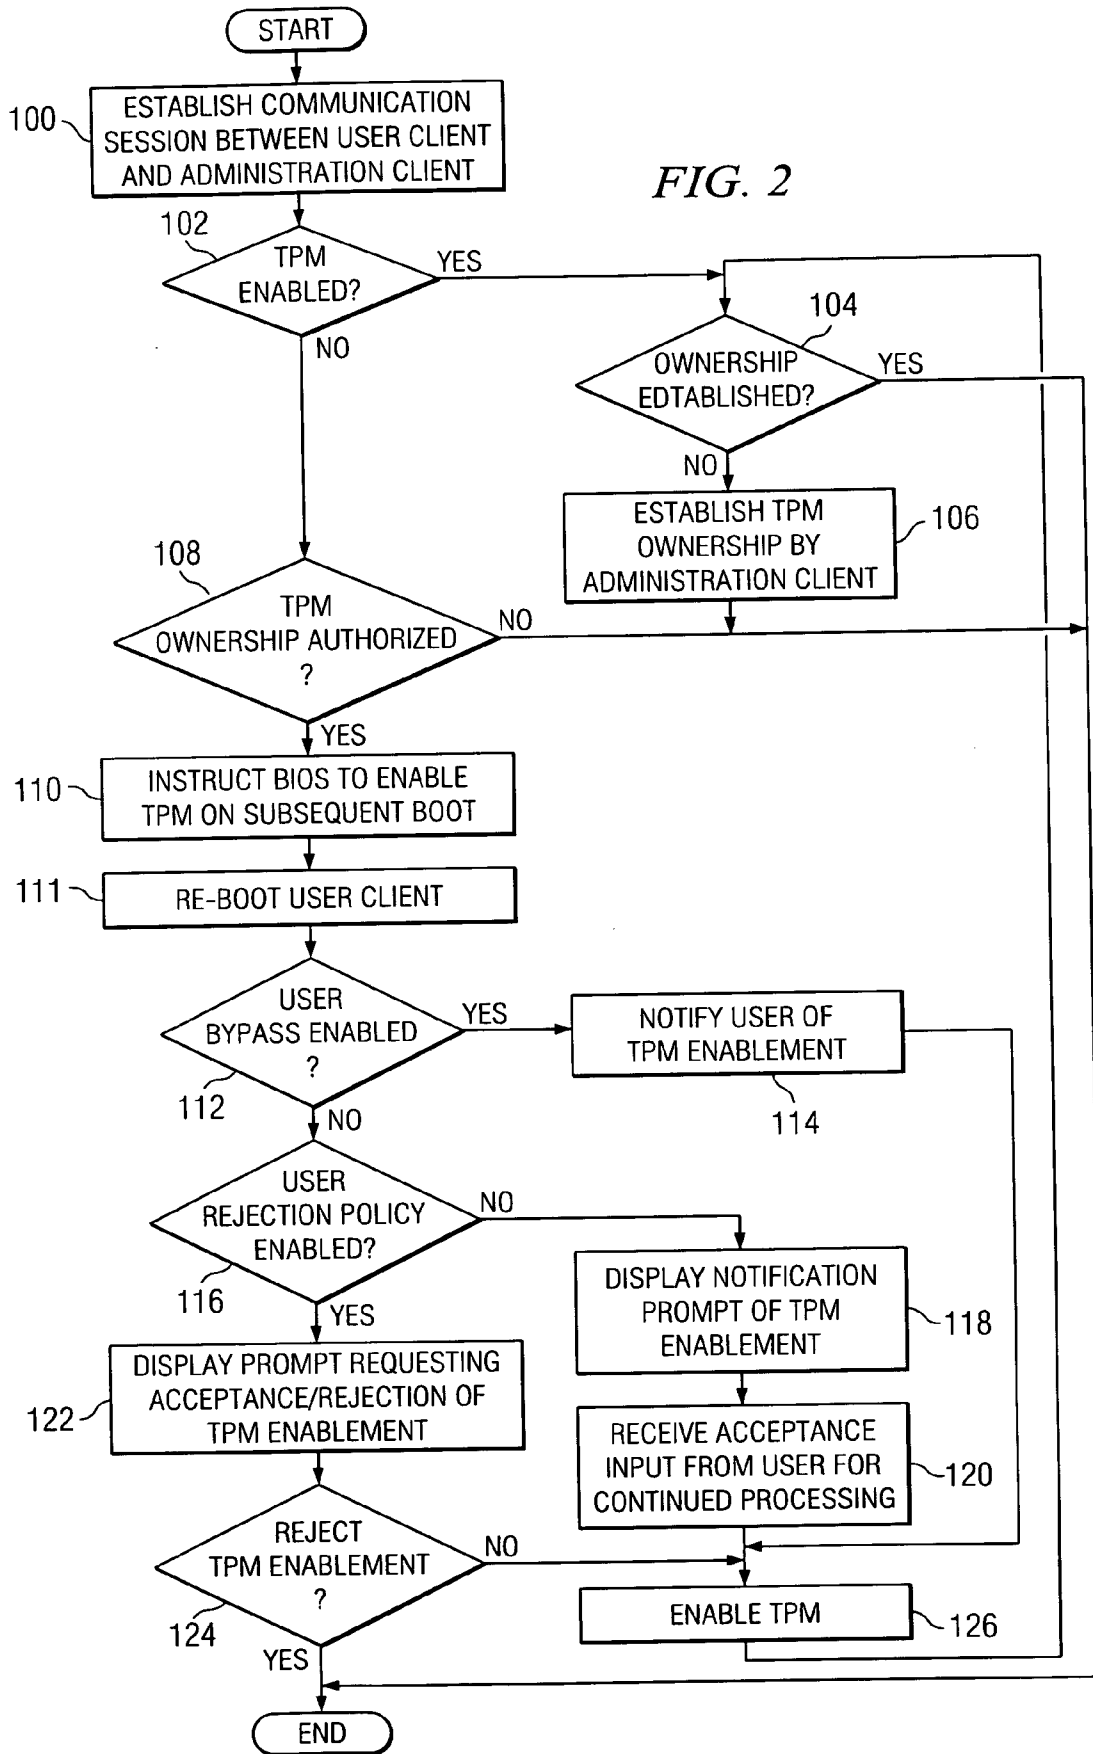 START
100
ESTABLISH COMMUNICATION
SESSION BETWEEN USER CLIENT
AND ADMINISTRATION CLIENT
FIG. 2
102
TPM
ENABLED?
YES
NO
104
OWNERSHIP
EDTABLISHED?
YES
NO
ESTABLISH TPM
OWNERSHIP BY
ADMINISTRATION CLIENT
106
108
TPM
OWNERSHIP AUTHORIZED
?
NO
YES
110
INSTRUCT BIOS TO ENABLE
TPM ON SUBSEQUENT BOOT
111
RE-BOOT USER CLIENT
USER
BYPASS ENABLED
?
YES
112
NO
NOTIFY USER OF
TPM ENABLEMENT
114
USER
REJECTION POLICY
ENABLED?
NO
116
YES
DISPLAY NOTIFICATION
PROMPT OF TPM
ENABLEMENT
118
122
DISPLAY PROMPT REQUESTING
ACCEPTANCE/REJECTION OF
TPM ENABLEMENT
RECEIVE ACCEPTANCE
INPUT FROM USER FOR
CONTINUED PROCESSING
120
REJECT
TPM ENABLEMENT
?
NO
124
YES
ENABLE TPM
126
END